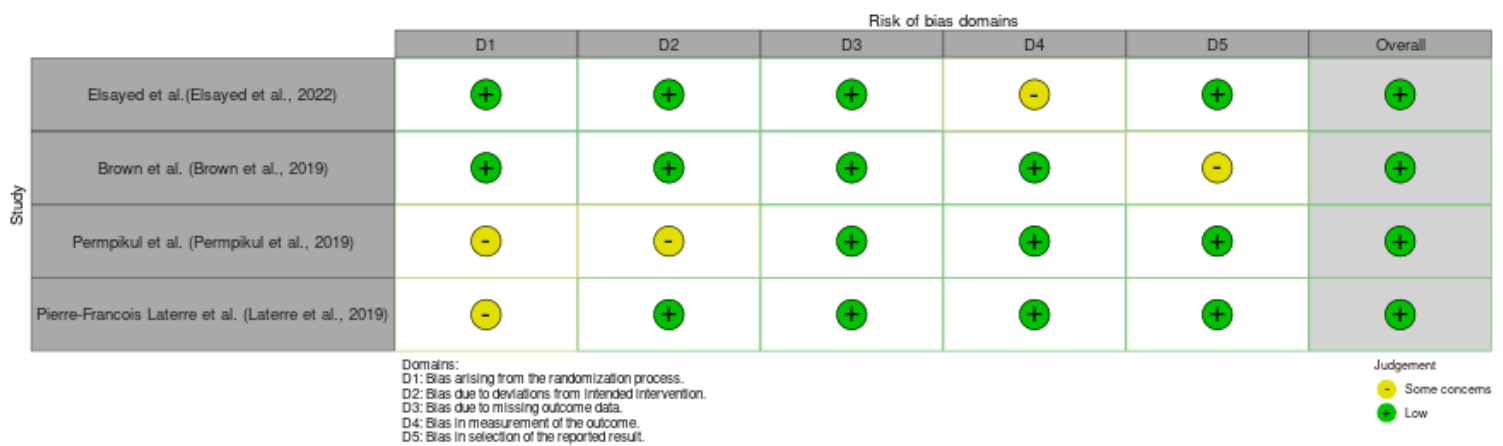 Risk of bias domains
D1 D2 D3 D4 D5 Overall
Study
Elsayed et al.(Elsayed et al., 2022) + + + - + +
Brown et al. (Brown et al., 2019) + + + + - +
Permpikul et al. (Permpikul et al., 2019) - - + + + +
Pierre-Francois Laterre et al. (Laterre et al., 2019) - + + + + +
Domains:
D1: Bias arising from the randomization process.
D2: Bias due to deviations from intended intervention.
D3: Bias due to missing outcome data.
D4: Bias in measurement of the outcome.
D5: Bias in selection of the reported result.
Judgement
- Some concerns
+ Low